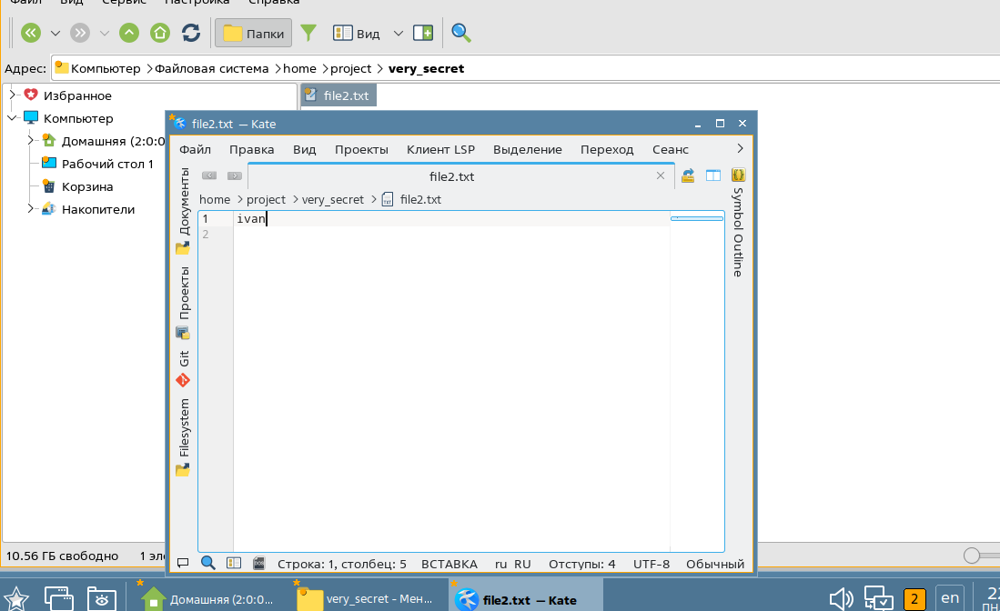 Файл Вид Сервис Настройка Справка
Папки Вид
Адрес: Компьютер Файловая система home project very_secret
Избранное
Компьютер
Домашняя (2:0:0
Рабочий стол 1
Корзина
Накопители
file2.txt
file2.txt — Kate
Файл Правка Вид Проекты Клиент LSP Выделение Переход Сеанс
file2.txt
home project very_secret file2.txt
Документы
Проекты
Git
Filesystem
1 ivan
2
Symbol Outline
Строка: 1, столбец: 5 ВСТАВКА ru RU Отступы: 4 UTF-8 Обычный
10.56 ГБ свободно 1 эле
Домашняя (2:0:0... very_secret - Мен... file2.txt — Kate 2 en